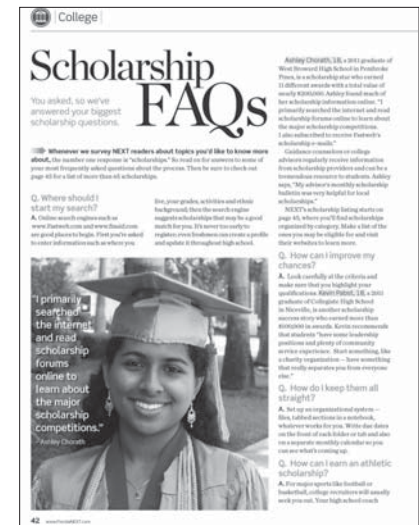 College
Scholarship
FAQs
You asked, so we've
answered your biggest
scholarship questions.
Whenever we survey NEXT readers about topics you'd like to know more
about, the number one response is "scholarships." So read on for answers to some of
your most frequently asked questions about the process. Then be sure to check out
page 45 for a list of more than 65 scholarships.
Q. Where should I
start my search?
A. Online search engines such as
www.Fastweb.com and www.finaid.com
are good places to begin. First you're asked
to enter information such as where you
live, your grades, activities and ethnic
background; then the search engine
suggests scholarships that may be a good
match for you. It's never too early to
register; even freshmen can create a profile
and update it throughout high school.
"I primarily
searched
the internet
and read
scholarship
forums
online to
learn about
the major
scholarship
competitions."
– Ashley Chorath
Ashley Chorath, 18, a 2011 graduate of
West Broward High School in Pembroke
Pines, is a scholarship star who earned
11 different awards with a total value of
nearly $200,000. Ashley found much of
her scholarship information online. "I
primarily searched the internet and read
scholarship forums online to learn about
the major scholarship competitions.
I also subscribed to receive Fastweb's
scholarship e-mails."
Guidance counselors or college
advisors regularly receive information
from scholarship providers and can be a
tremendous resource to students. Ashley
says, "My advisor's monthly scholarship
bulletin was very helpful for local
scholarships."
NEXT's scholarship listing starts on
page 45, where you'll find scholarships
organized by category. Make a list of the
ones you may be eligible for and visit
their websites to learn more.
Q. How can I improve my
chances?
A. Look carefully at the criteria and
make sure that you highlight your
qualifications. Kevin Pabst, 18, a 2011
graduate of Collegiate High School
in Niceville, is another scholarship
success story who earned more than
in awards. Kevin recommends
that students "have some leadership
positions and plenty of community
service experience. Start something, like
a charity organization — have something
that really separates you from everyone
else."
Q. How do I keep them all
straight?
A. Set up an organizational system —
files, tabbed sections in a notebook,
whatever works for you. Write due dates
on the front of each folder or tab and also
on a separate monthly calendar so you
can see what's coming up.
Q. How can I earn an athletic
scholarship?
A. For major sports like football or
basketball, college recruiters will usually
seek you out. Your high school coach
42 www.FloridaNEXT.com